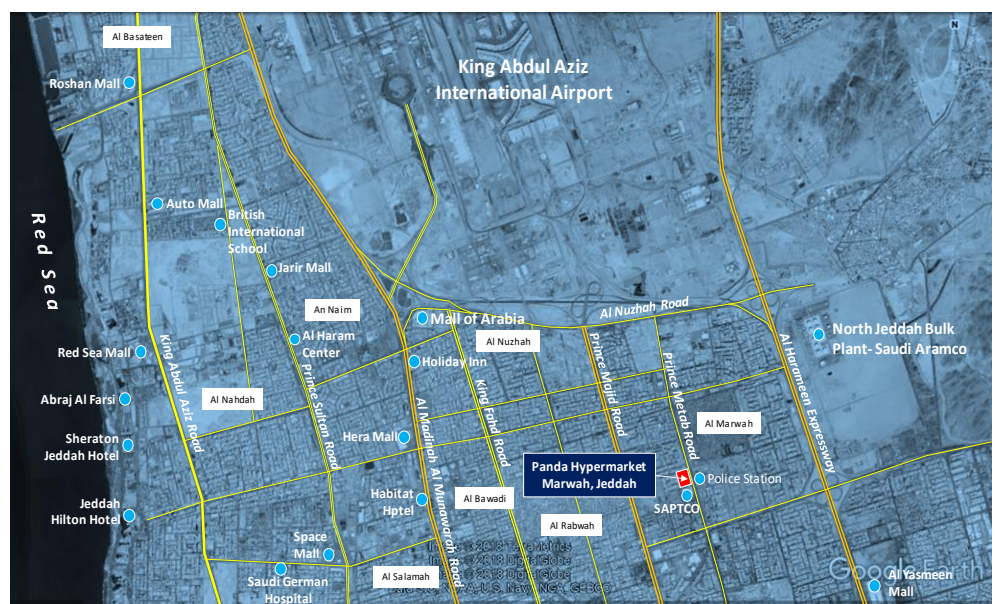 Al Basateen
N
King Abdul Aziz
International Airport
Roshan Mall
Auto Mall
British
International
School
Red Sea
Jarir Mall
An Naim
Al Nuzhah Road
Mall of Arabia
Al Haram
Center
Al Nuzhah
North Jeddah Bulk
Plant- Saudi Aramco
Red Sea Mall
Holiday Inn
King Abdul Aziz Road
Prince Sultan Road
Al Madinah Al Munawarah Road
King Fahd Road
Prince Majid Road
Prince Metab Road
Al Harameen Expressway
Abraj Al Farsi
Al Nahdah
Al Marwah
Sheraton
Jeddah Hotel
Hera Mall
Panda Hypermarket
Marwah, Jeddah
Police Station
SAPTCO
Habitat
Hptel
Al Bawadi
Jeddah
Hilton Hotel
Al Rabwah
Space
Mall
Saudi German
Hospital
Al Salamah
Google Earth
Al Yasmeen
Mall